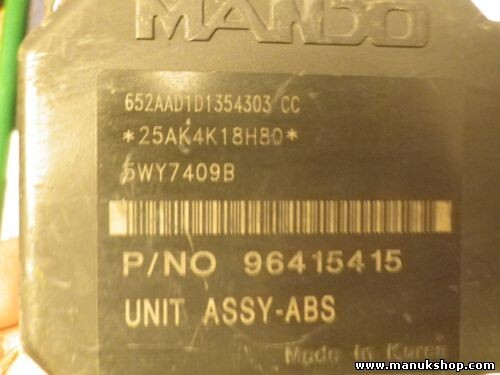 MANDO
652AAD1D1354303 CC
*25AK4K18H80*
5WY7409B
P/NO 96415415
UNIT ASSY-ABS
Made in Korea
www.manukshop.com